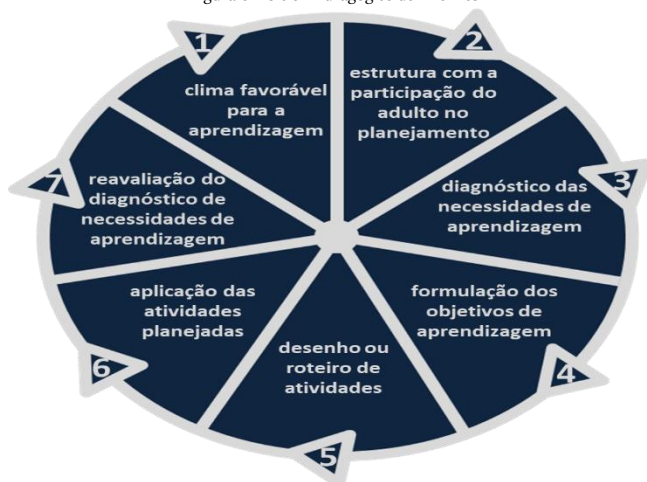 1
clima favorável
para a
aprendizagem
2
estrutura com a
participação do
adulto no
planejamento
3
diagnóstico das
necessidades de
aprendizagem
4
formulação dos
objetivos de
aprendizagem
5
desenho ou
roteiro de
atividades
6
aplicação das
atividades
planejadas
7
reavaliação do
diagnóstico de
necessidades de
aprendizagem